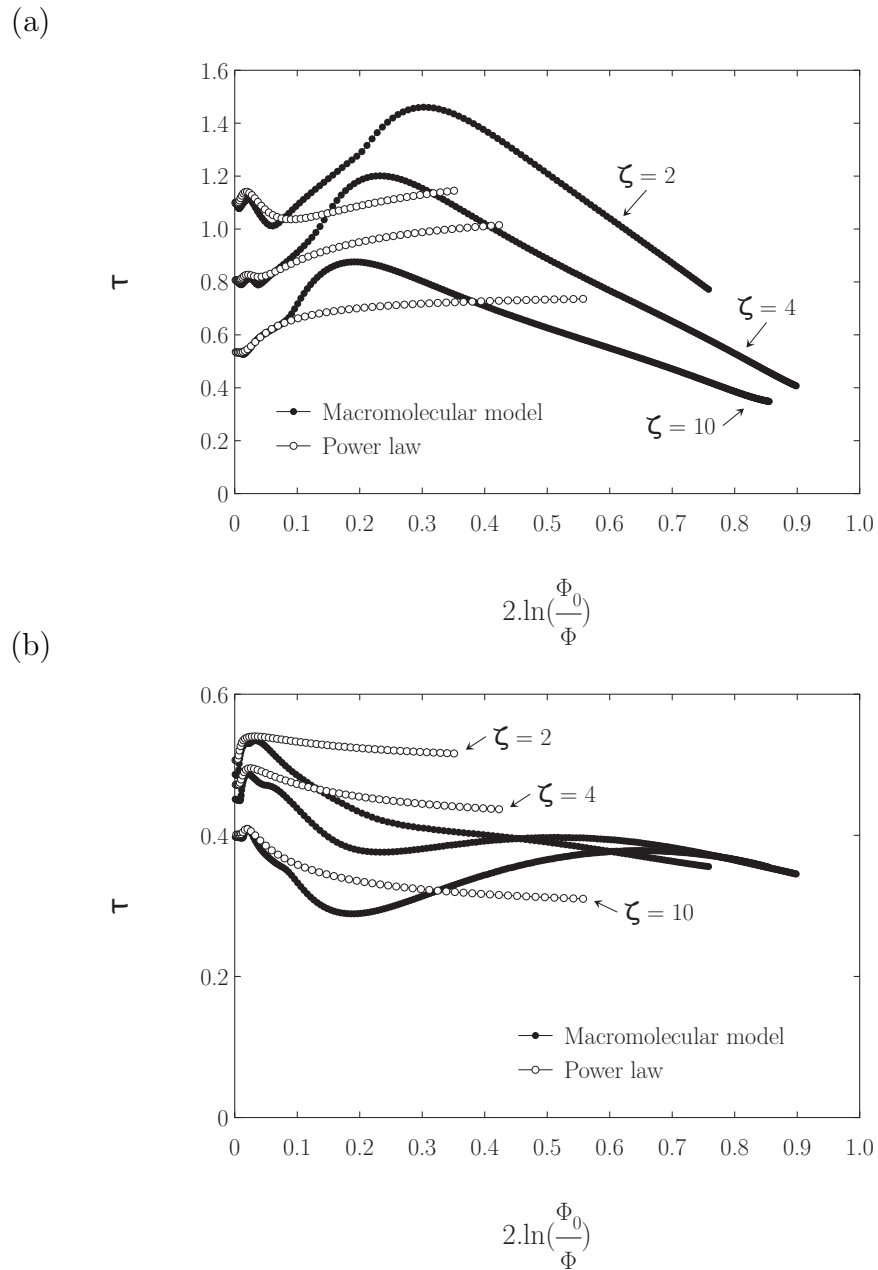 (a)
1.6
1.4
1.2
1.0
0.8
0.6
0.4
0.2
0
τ
ζ = 2
ζ = 4
ζ = 10
Macromolecular model
Power law
0 0.1 0.2 0.3 0.4 0.5 0.6 0.7 0.8 0.9 1.0
2.ln(Φ₀/Φ)
(b)
0.6
0.4
0.2
0
τ
ζ = 2
ζ = 4
ζ = 10
Macromolecular model
Power law
0 0.1 0.2 0.3 0.4 0.5 0.6 0.7 0.8 0.9 1.0
2.ln(Φ₀/Φ)